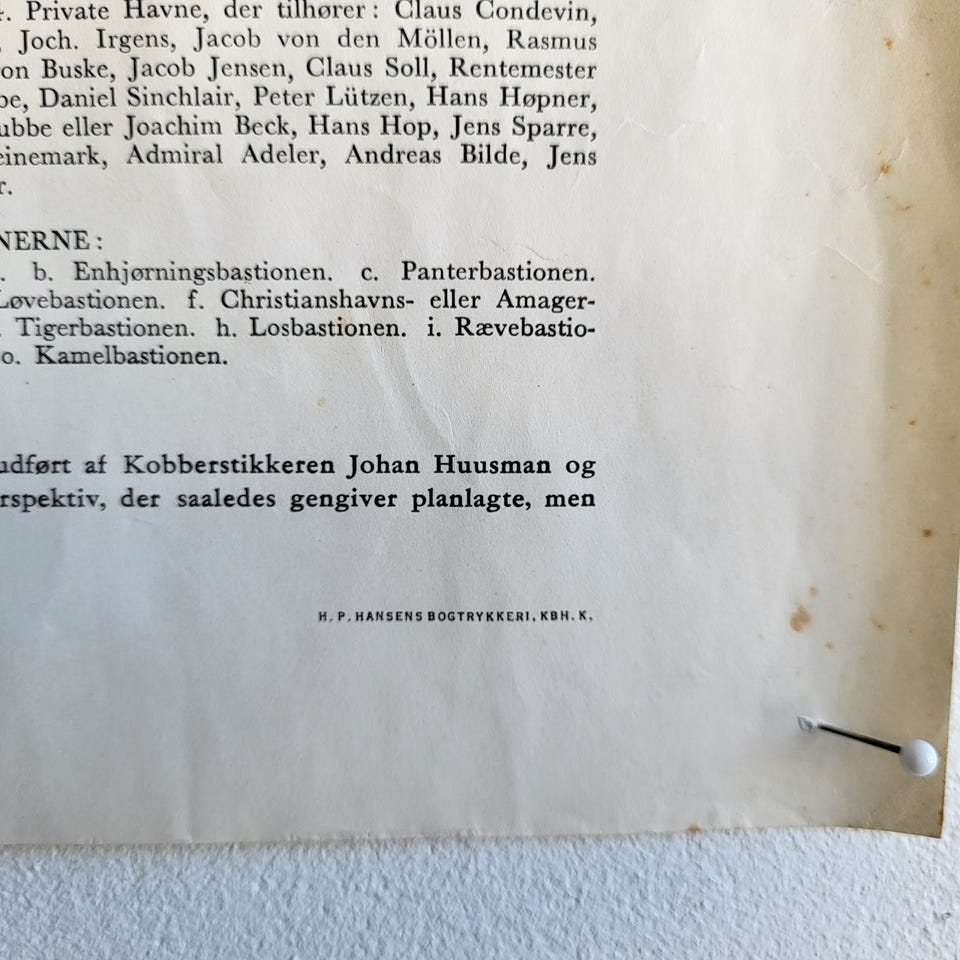 . Private Havne, der tilhører: Claus Condevin,
, Joch. Irgens, Jacob von den Möllen, Rasmus
on Buske, Jacob Jensen, Claus Soll, Rentemester
be, Daniel Sinchlair, Peter Lützen, Hans Høpner,
ubbe eller Joachim Beck, Hans Hop, Jens Sparre,
einemark, Admiral Adeler, Andreas Bilde, Jens
r.
NERNE:
. b. Enhjørningsbastionen. c. Panterbastionen.
Løvebastionen. f. Christianshavns- eller Amager-
. Tigerbastionen. h. Losbastionen. i. Rævebastio-
o. Kamelbastionen.
udført af Kobberstikkeren Johan Huusman og
rspektiv, der saaledes gengiver planlagte, men
H. P. HANSENS BOGTRYKKERI, KBH. K.